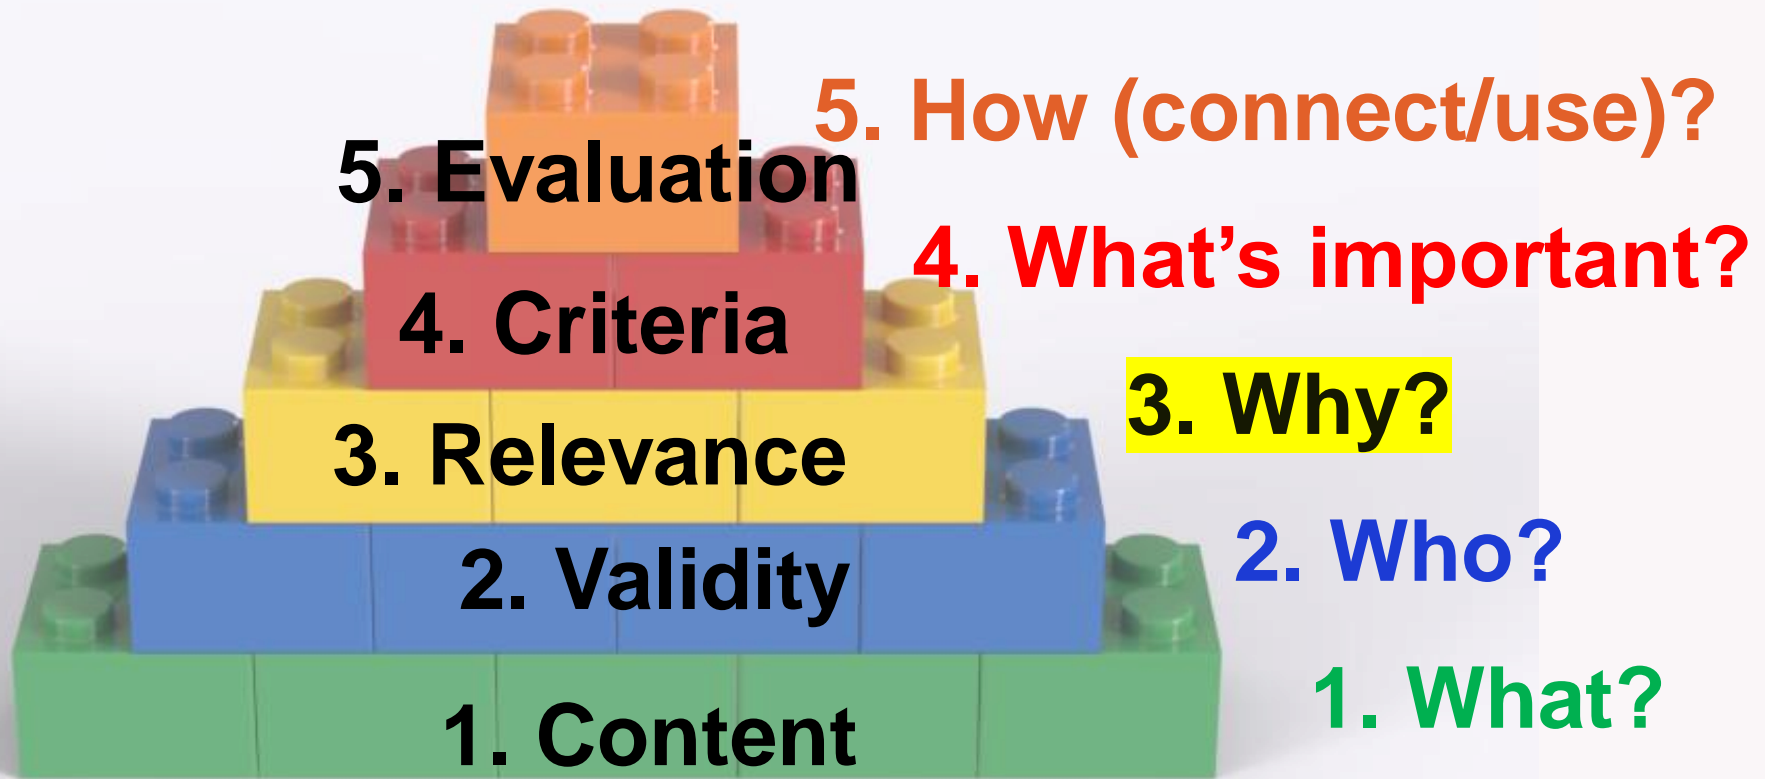 5. How (connect/use)?
5. Evaluation
4. What’s important?
4. Criteria
3. Why?
3. Relevance
2. Who?
2. Validity
1. What?
1. Content